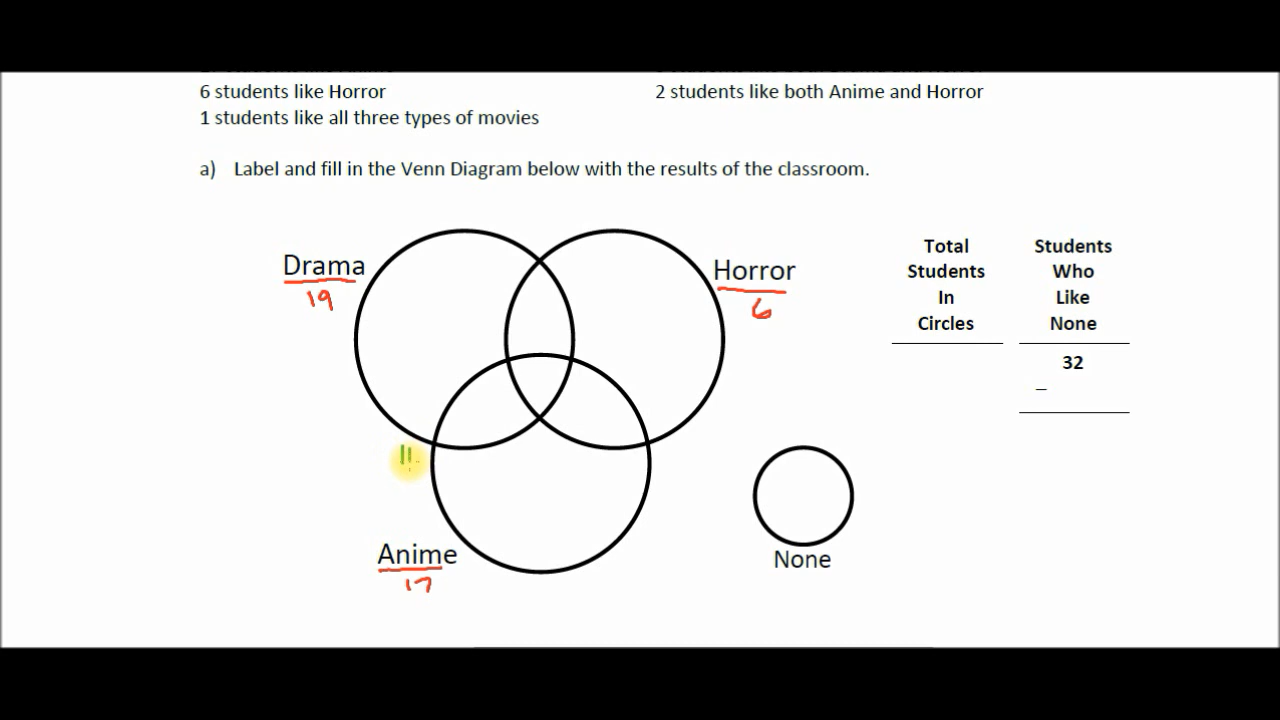 6 students like Horror
2 students like both Anime and Horror
1 students like all three types of movies
a) Label and fill in the Venn Diagram below with the results of the classroom.
Drama
19
Horror
6
Anime
17
None
Total
Students
In
Circles
Students
Who
Like
None
32
–